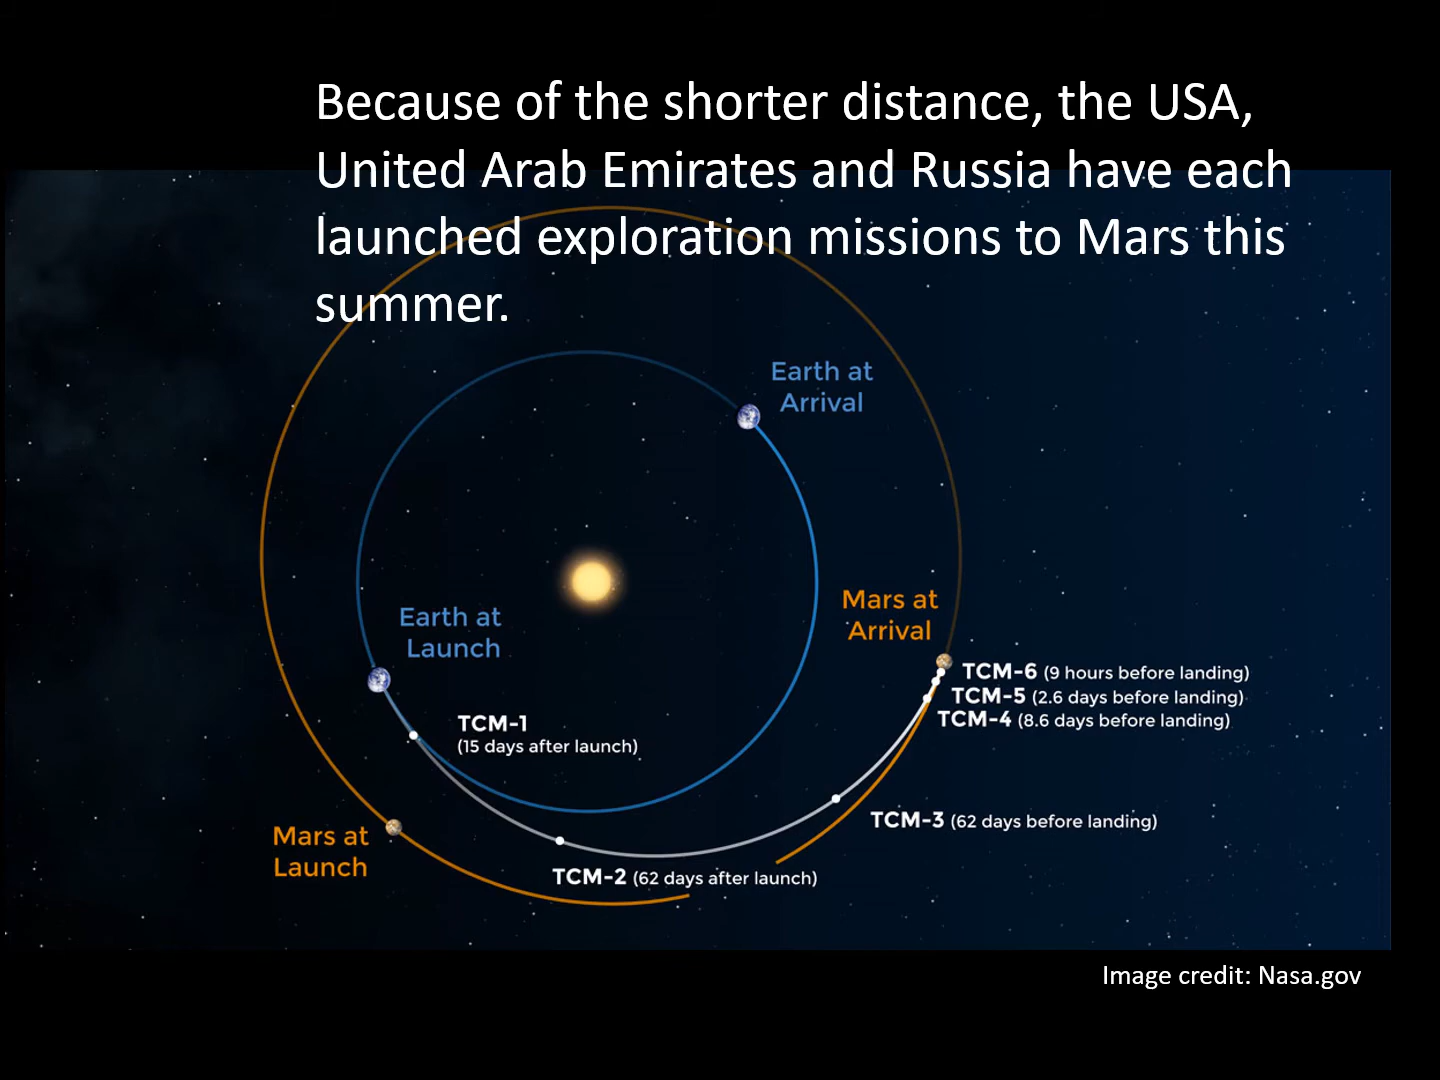 Because of the shorter distance, the USA,
United Arab Emirates and Russia have each
launched exploration missions to Mars this
summer.
Earth at
Arrival
Earth at
Launch
Mars at
Arrival
TCM-6 (9 hours before landing)
TCM-5 (2.6 days before landing)
TCM-4 (8.6 days before landing)
TCM-1
(15 days after launch)
TCM-3 (62 days before landing)
Mars at
Launch
TCM-2 (62 days after launch)
Image credit: Nasa.gov